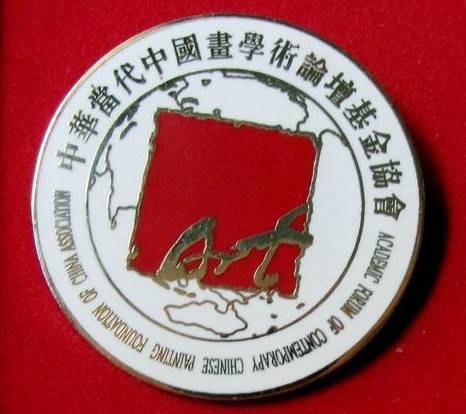 中華當代中國畫學術論壇基金協會
ACADEMIC FORUM OF CONTEMPORARY CHINESE PAINTING FOUNDATION OF CHINA ASSOCIATION